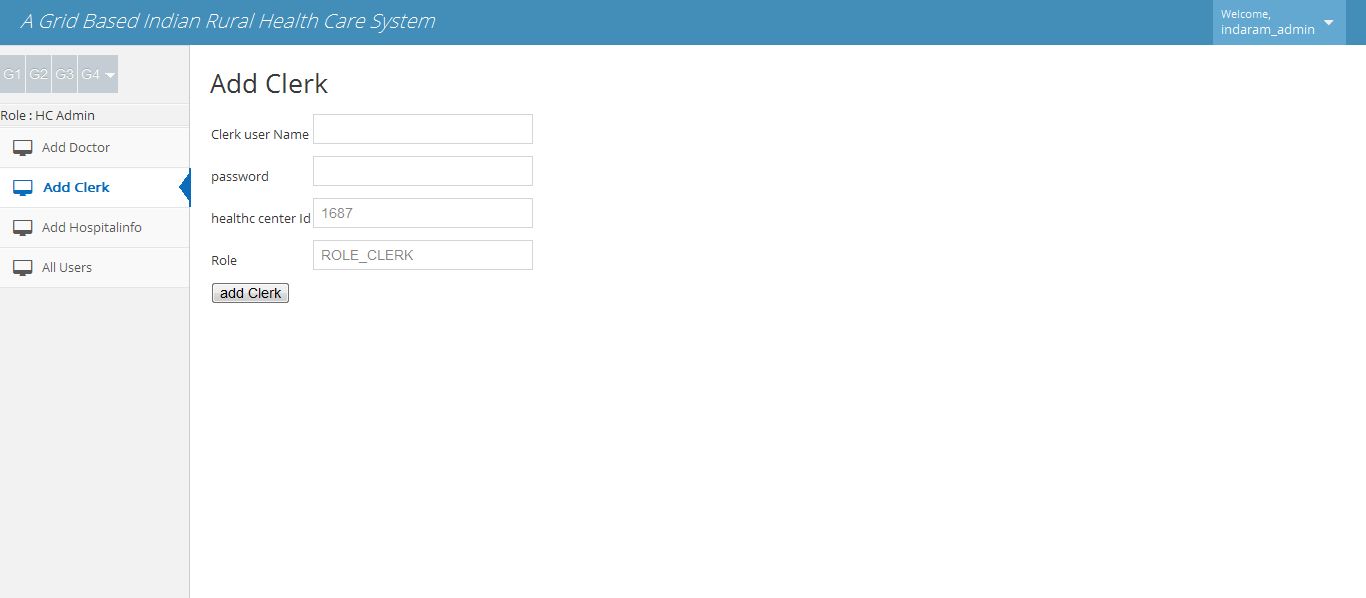 A Grid Based Indian Rural Health Care System
Welcome,
indaram_admin
G1 G2 G3 G4
Role : HC Admin
Add Doctor
Add Clerk
Add Hospitalinfo
All Users
Add Clerk
Clerk user Name
password
healthc center Id 1687
Role ROLE_CLERK
add Clerk